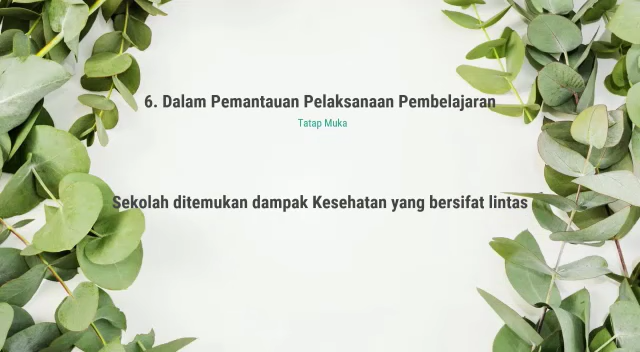 6. Dalam Pemantauan Pelaksanaan Pembelajaran
Tatap Muka
Sekolah ditemukan dampak Kesehatan yang bersifat lintas